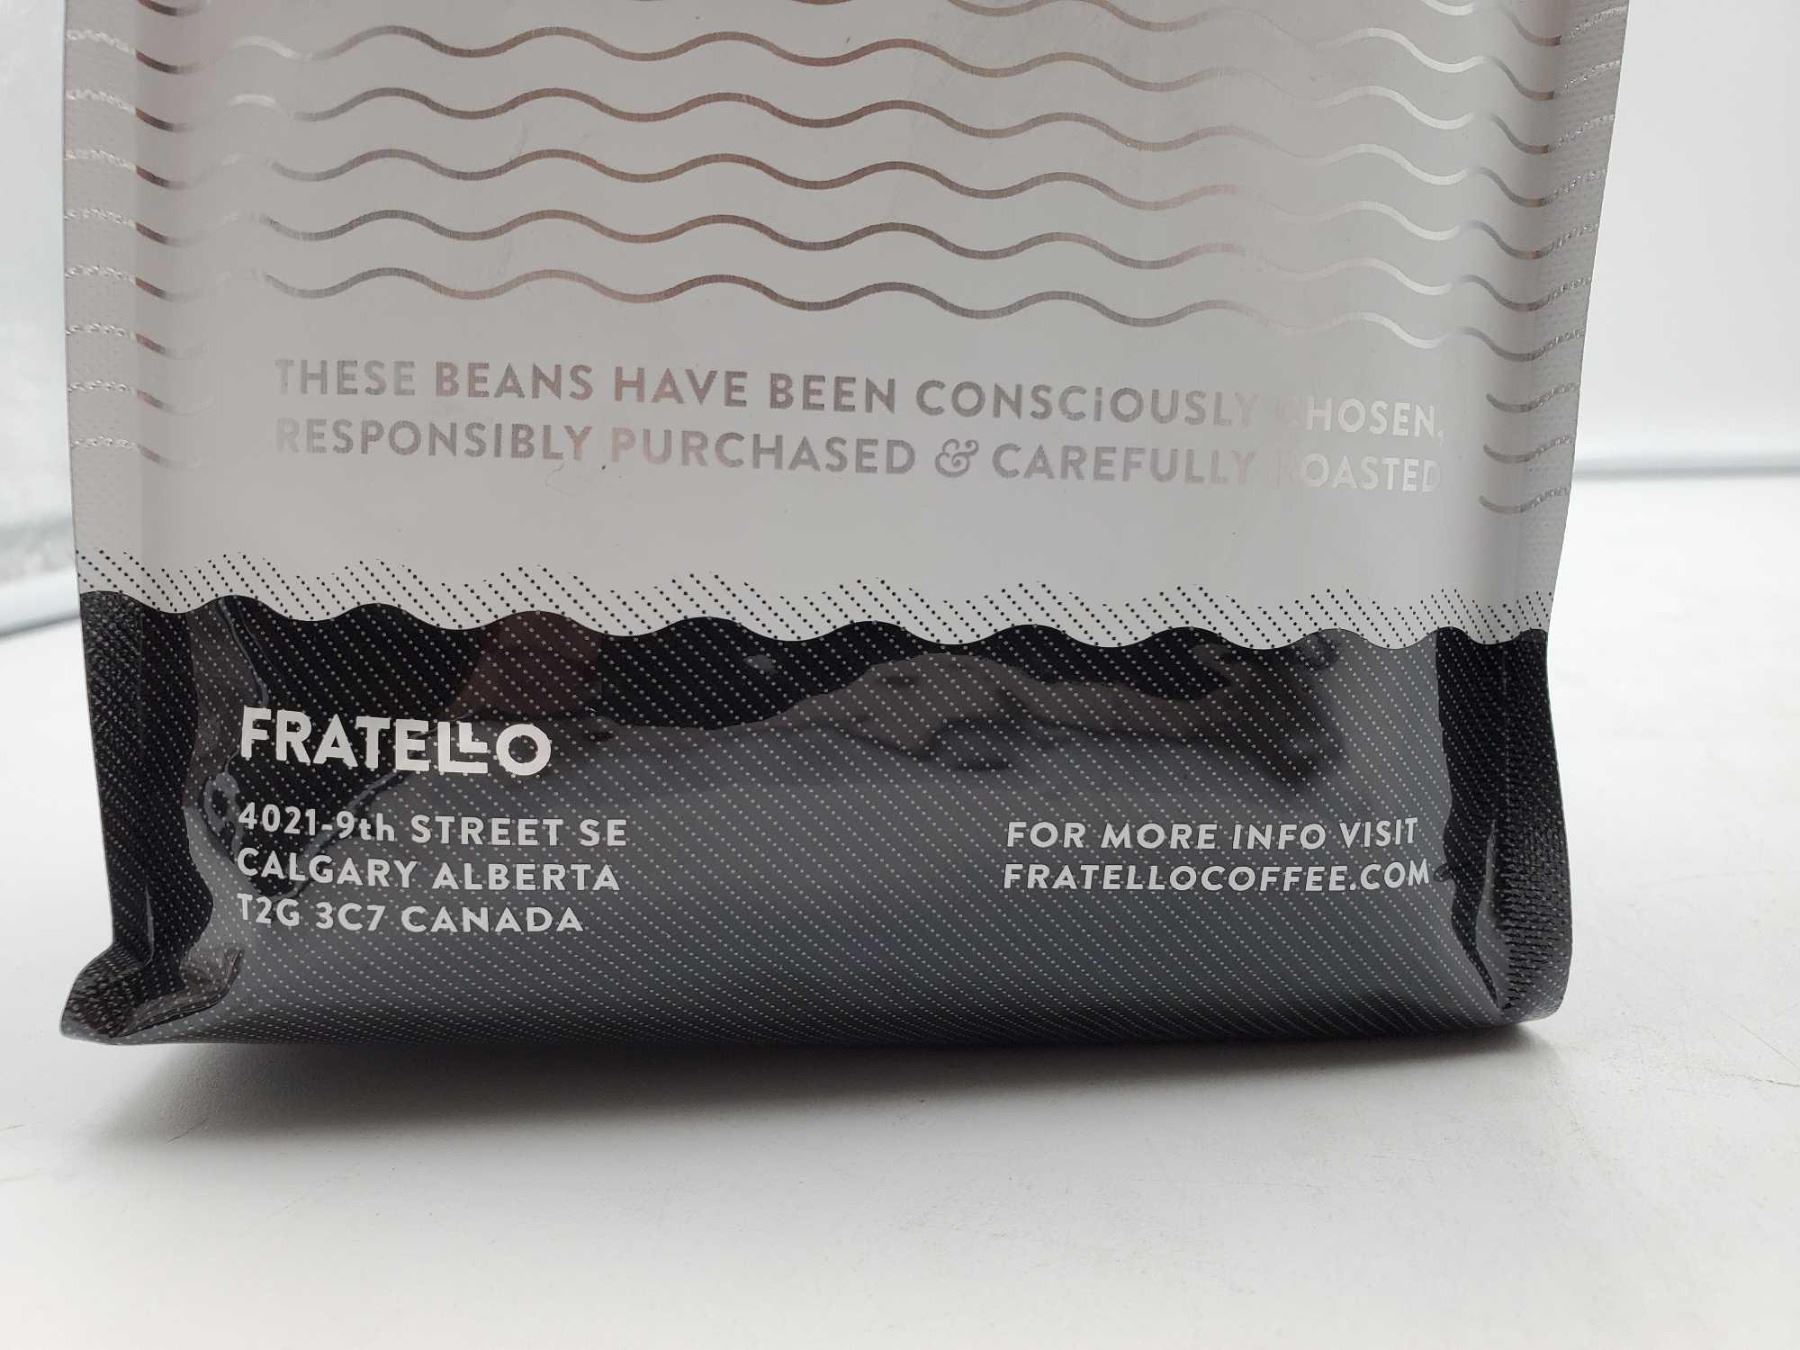 THESE BEANS HAVE BEEN CONSCiOUSLY CHOSEN,
RESPONSIBLY PURCHASED & CAREFULLY ROASTED
FRATELLO
4021-9th STREET SE
CALGARY ALBERTA
T2G 3C7 CANADA
FOR MORE INFO VISIT
FRATELLOCOFFEE.COM